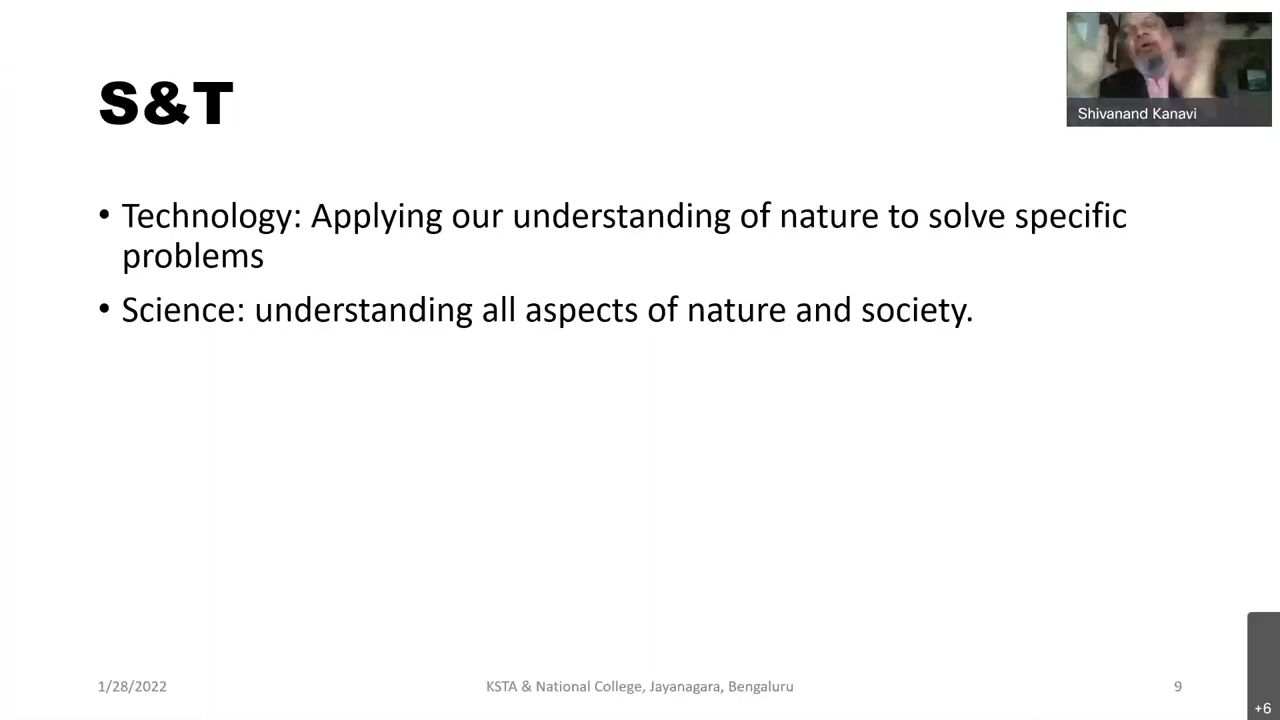 S&T
Shivanand Kanavi
• Technology: Applying our understanding of nature to solve specific
problems
• Science: understanding all aspects of nature and society.
1/28/2022
KSTA & National College, Jayanagara, Bengaluru
9
+6